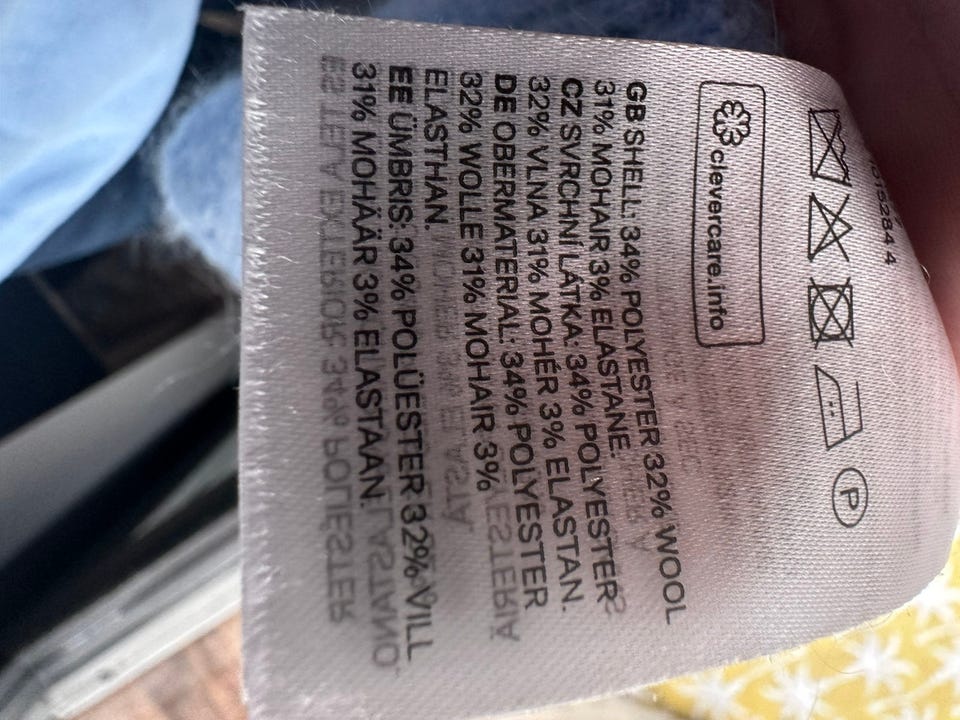 clevercare.info
GB SHELL: 34% POLYESTER 32% WOOL
31% MOHAIR 3% ELASTANE.
CZ SVRCHNÍ LÁTKA: 34% POLYESTER
32% VLNA 31% MOHÉR 3% ELASTAN.
DE OBERMATERIAL: 34% POLYESTER
32% WOLLE 31% MOHAIR 3%
ELASTHAN.
EE ÜMBRIS: 34% POLÜESTER 32% VILL
31% MOHÄÄR 3% ELASTAAN.